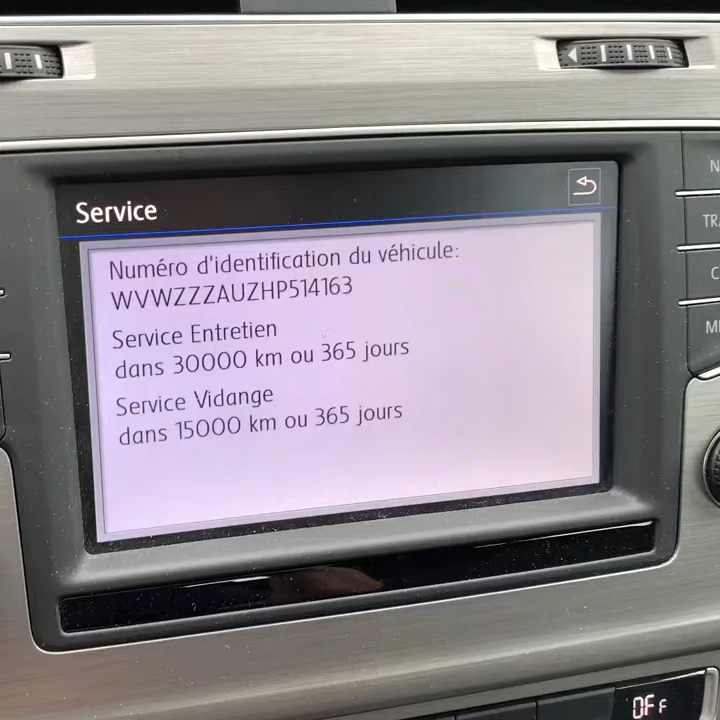 Service
Numéro d'identification du véhicule:
WVWZZZAUZHP514163
Service Entretien
dans 30000 km ou 365 jours
Service Vidange
dans 15000 km ou 365 jours
OFF